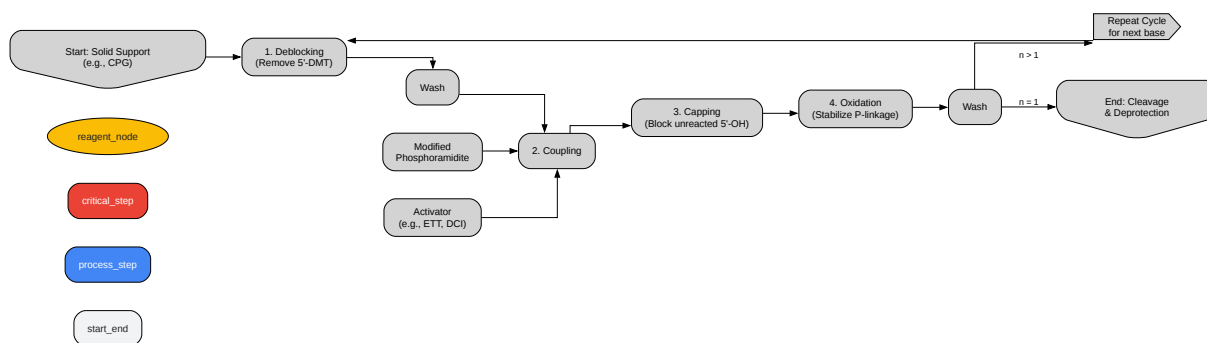 Start: Solid Support
(e.g., CPG)
1. Deblocking
(Remove 5'-DMT)
Wash
Modified
Phosphoramidite
Activator
(e.g., ETT, DCI)
2. Coupling
3. Capping
(Block unreacted 5'-OH)
4. Oxidation
(Stabilize P-linkage)
Wash
n > 1
Repeat Cycle
for next base
n = 1
End: Cleavage
& Deprotection
reagent_node
critical_step
process_step
start_end